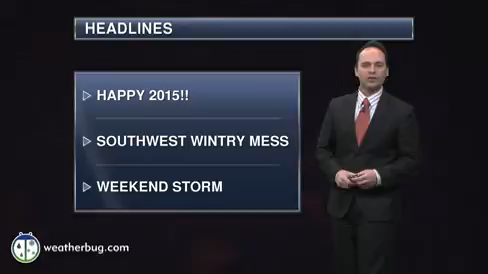 HEADLINES
HAPPY 2015!!
SOUTHWEST WINTRY MESS
WEEKEND STORM
weatherbug.com